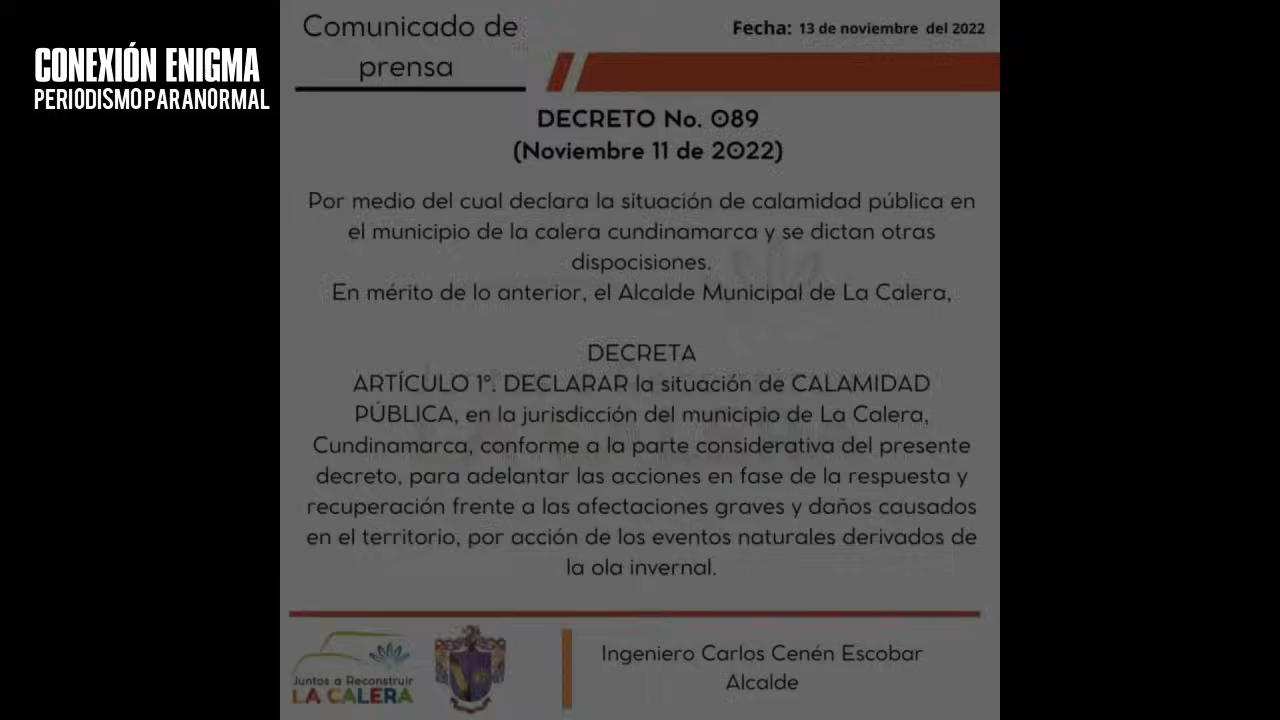 CONEXIÓN ENIGMA
PERIODISMO PARANORMAL
Comunicado de
prensa
Fecha: 13 de noviembre del 2022
DECRETO No. 089
(Noviembre 11 de 2022)
Por medio del cual declara la situación de calamidad pública en
el municipio de la calera cundinamarca y se dictan otras
dispocisiones.
En mérito de lo anterior, el Alcalde Municipal de La Calera,
DECRETA
ARTÍCULO 1º. DECLARAR la situación de CALAMIDAD
PÚBLICA, en la jurisdicción del municipio de La Calera,
Cundinamarca, conforme a la parte considerativa del presente
decreto, para adelantar las acciones en fase de la respuesta y
recuperación frente a las afectaciones graves y daños causados
en el territorio, por acción de los eventos naturales derivados de
la ola invernal.
Juntos a Reconstruir
LA CALERA
Ingeniero Carlos Cenén Escobar
Alcalde